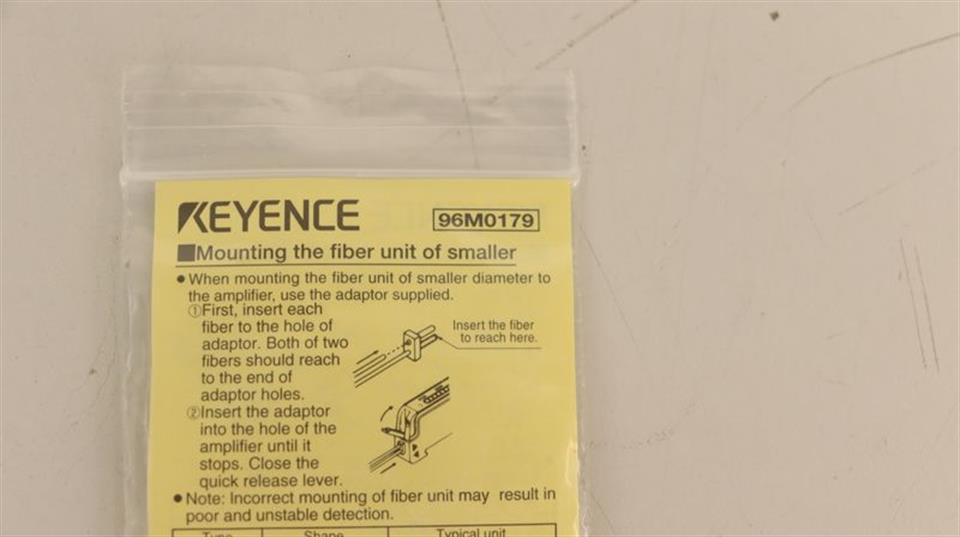 KEYENCE 96M0179
■Mounting the fiber unit of smaller
● When mounting the fiber unit of smaller diameter to
the amplifier, use the adaptor supplied.
①First, insert each
fiber to the hole of
adaptor. Both of two
fibers should reach
to the end of
adaptor holes.
Insert the fiber
to reach here.
②Insert the adaptor
into the hole of the
amplifier until it
stops. Close the
quick release lever.
● Note: Incorrect mounting of fiber unit may result in
poor and unstable detection.
Type Shape Typical unit